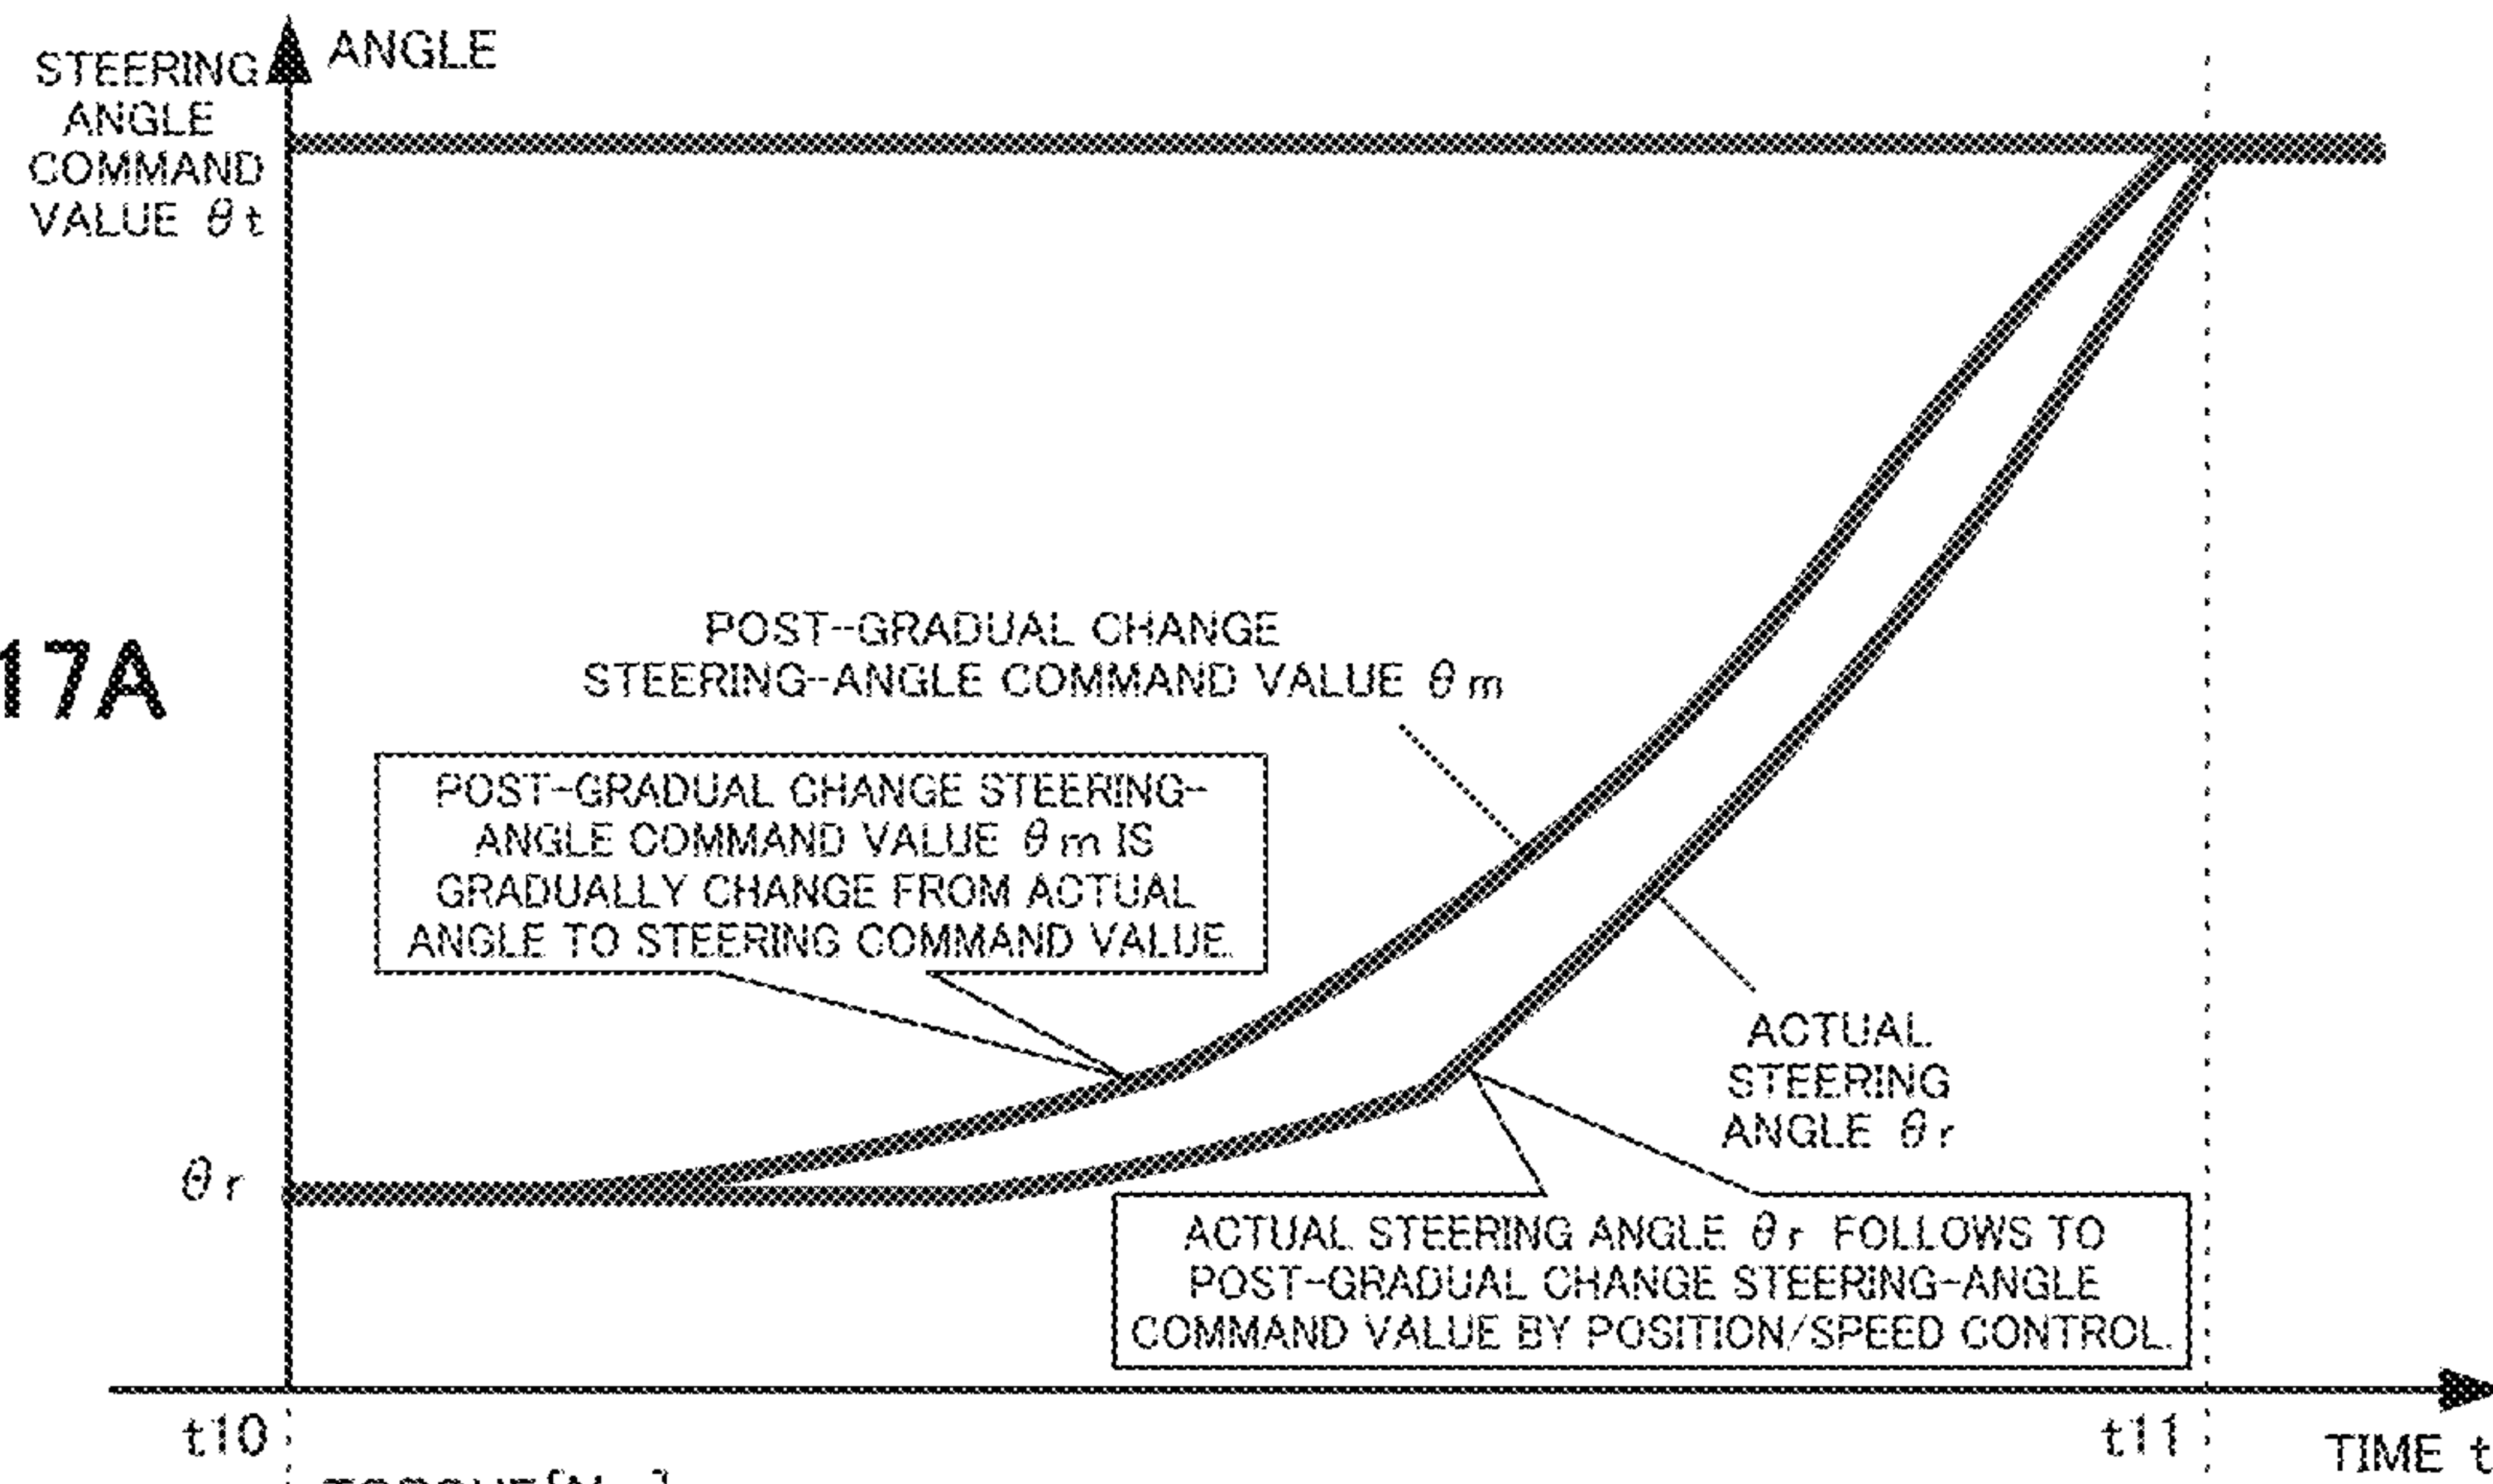 ANGLE
STEERING
ANGLE
COMMAND
VALUE θt
17A
POST-GRADUAL CHANGE
STEERING-ANGLE COMMAND VALUE θm
POST-GRADUAL CHANGE STEERING-
ANGLE COMMAND VALUE θm IS
GRADUALLY CHANGE FROM ACTUAL
ANGLE TO STEERING COMMAND VALUE.
ACTUAL
STEERING
ANGLE θr
θr
ACTUAL STEERING ANGLE θr FOLLOWS TO
POST-GRADUAL CHANGE STEERING-ANGLE
COMMAND VALUE BY POSITION/SPEED CONTROL.
t10
t11
TIME t